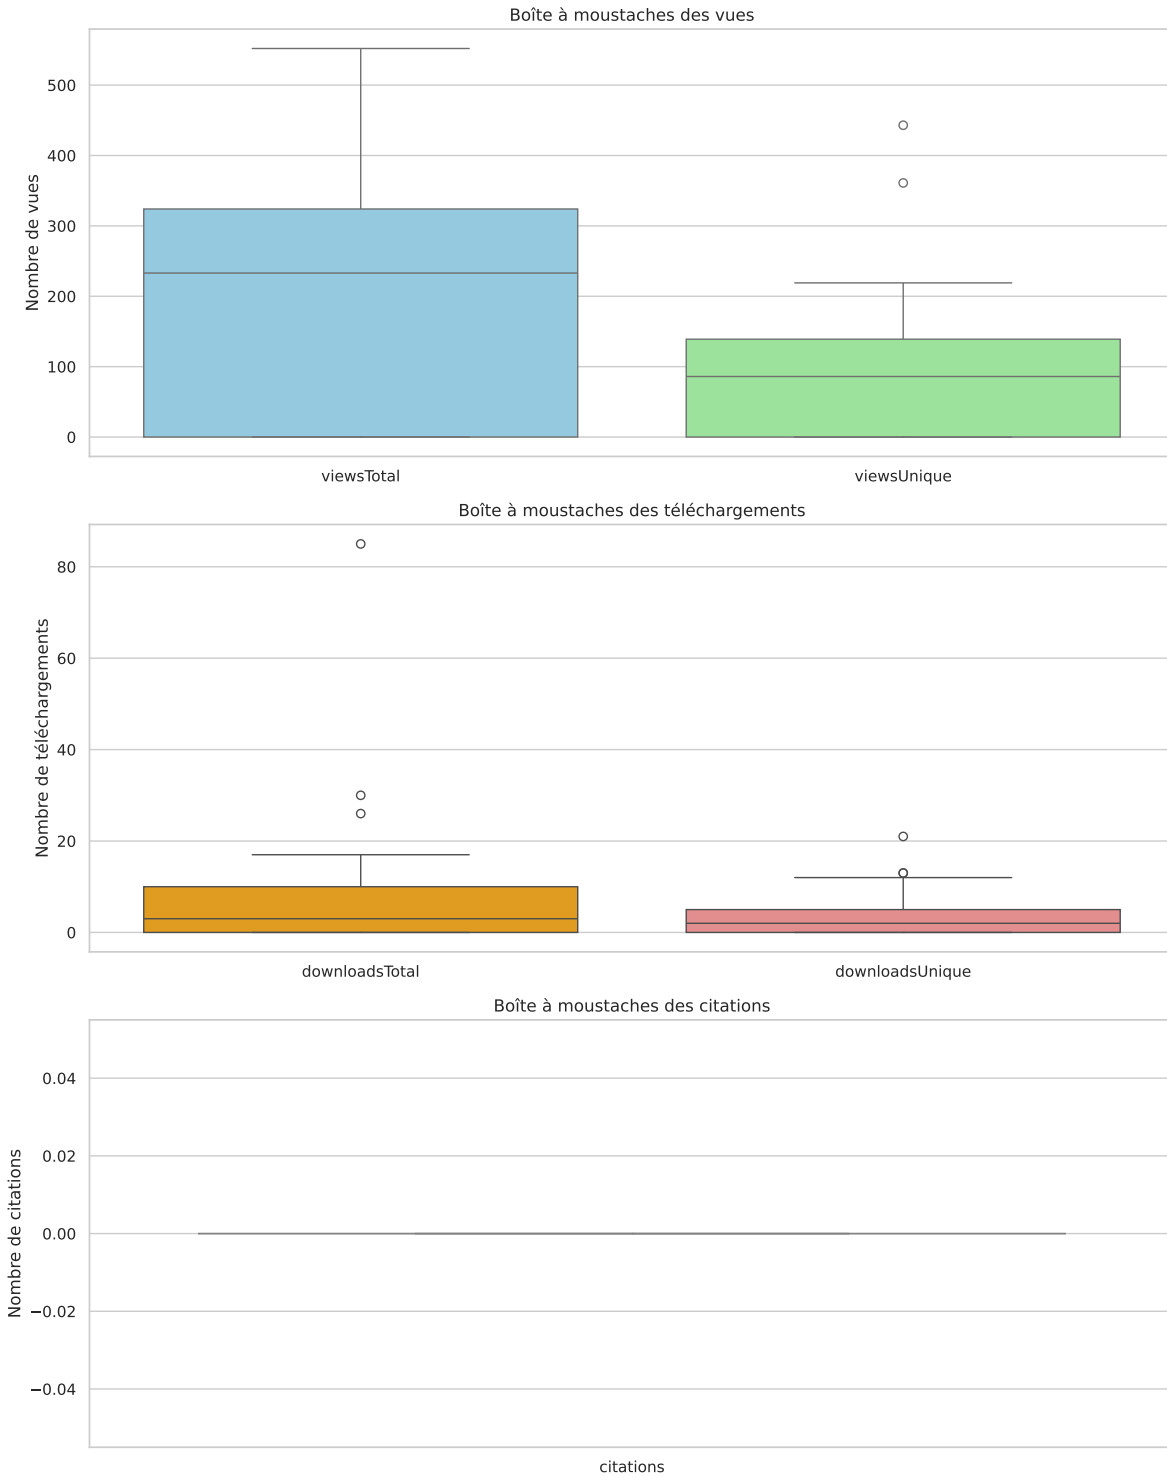 Boîte à moustaches des vues
Nombre de vues
500
400
300
200
100
0
viewsTotal
viewsUnique
Boîte à moustaches des téléchargements
Nombre de téléchargements
80
60
40
20
0
downloadsTotal
downloadsUnique
Boîte à moustaches des citations
Nombre de citations
0.04
0.02
0.00
−0.02
−0.04
citations